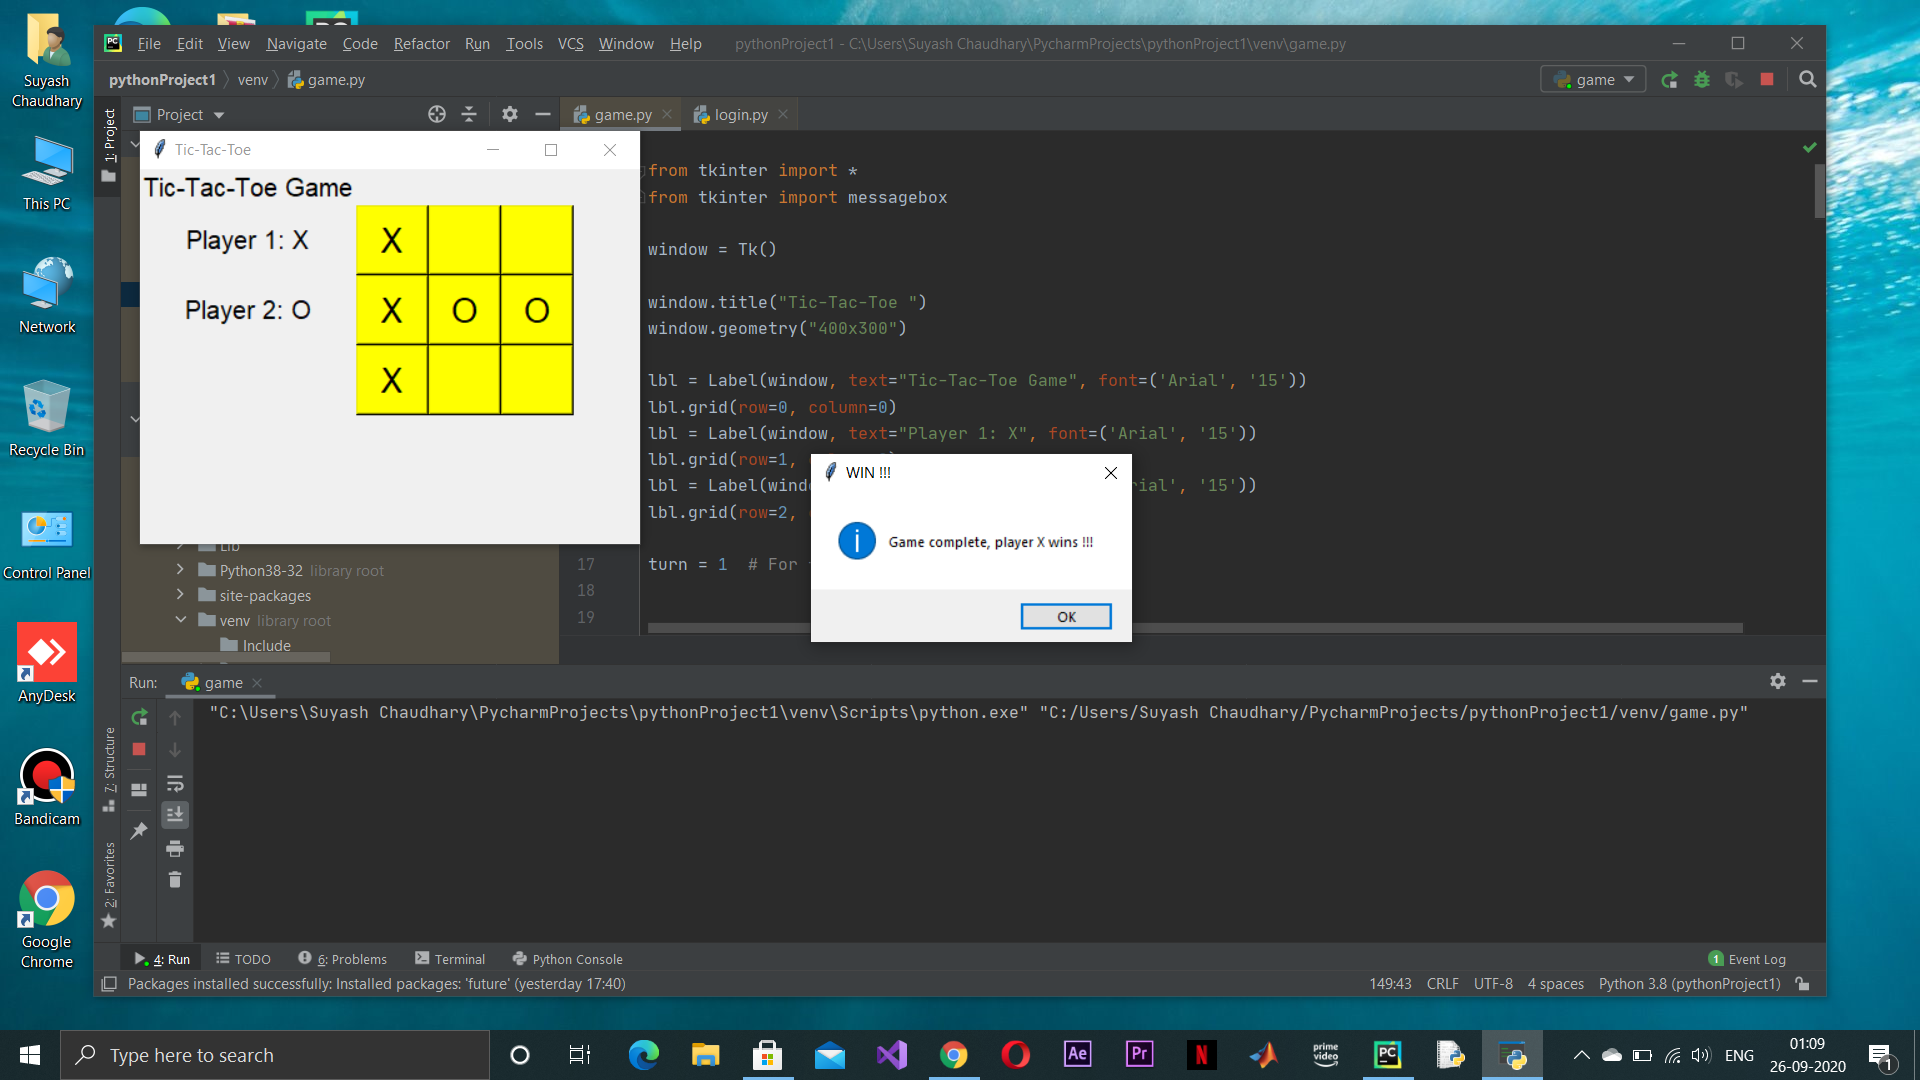 Suyash
Chaudhary
This PC
Network
Recycle Bin
Control Panel
AnyDesk
Bandicam
Google
Chrome
File Edit View Navigate Code Refactor Run Tools VCS Window Help pythonProject1 - C:\Users\Suyash Chaudhary\PycharmProjects\pythonProject1\venv\game.py
pythonProject1 venv game.py
game
1: Project
Project
game.py login.py
Tic-Tac-Toe
Tic-Tac-Toe Game
Player 1: X
X
Player 2: O
X O O
X
from tkinter import *
from tkinter import messagebox
window = Tk()
window.title("Tic-Tac-Toe ")
window.geometry("400x300")
lbl = Label(window, text="Tic-Tac-Toe Game", font=('Arial', '15'))
lbl.grid(row=0, column=0)
lbl = Label(window, text="Player 1: X", font=('Arial', '15'))
lbl.grid(row=1,
lbl = Label(wind rial', '15'))
lbl.grid(row=2,
17 turn = 1 # For
18
19
WIN !!!
Game complete, player X wins !!!
OK
Lib
Python38-32 library root
site-packages
venv library root
Include
Run: game
"C:\Users\Suyash Chaudhary\PycharmProjects\pythonProject1\venv\Scripts\python.exe" "C:/Users/Suyash Chaudhary/PycharmProjects/pythonProject1/venv/game.py"
7: Structure
2: Favorites
4: Run TODO 6: Problems Terminal Python Console 1 Event Log
Packages installed successfully: Installed packages: 'future' (yesterday 17:40) 149:43 CRLF UTF-8 4 spaces Python 3.8 (pythonProject1)
Type here to search
Ae
Pr
N
prime
video
PC
ENG
01:09
26-09-2020
1